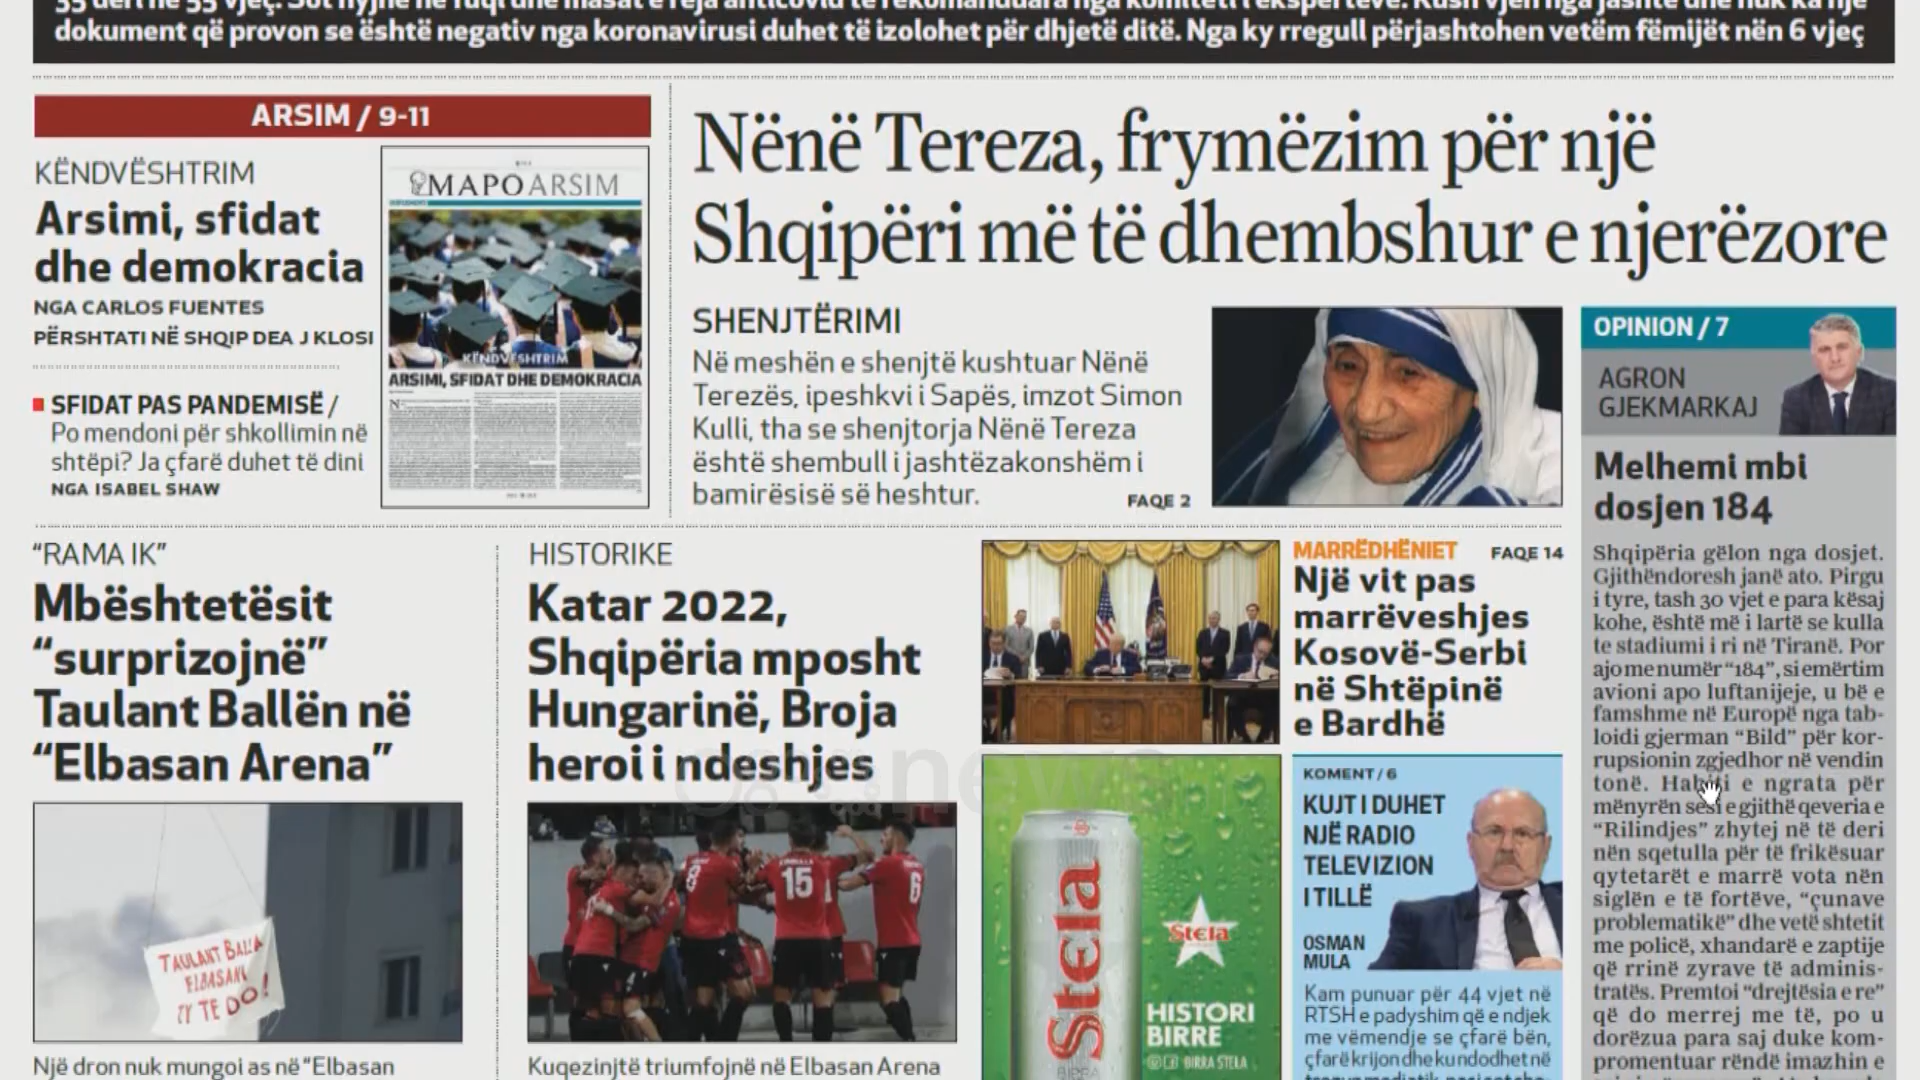 dokument që provon se është negativ nga koronavirusi duhet të izolohet për dhjetë ditë. Nga ky rregull përjashtohen vetëm fëmijët nën 6 vjeç
ARSIM / 9-11
KËNDVËSHTRIM
Arsimi, sfidat
dhe demokracia
NGA CARLOS FUENTES
PËRSHTATI NË SHQIP DEA J KLOSI
SFIDAT PAS PANDEMISË /
Po mendoni për shkollimin në
shtëpi? Ja çfarë duhet të dini
NGA ISABEL SHAW
MAPO ARSIM
KËNDVËSHTRIM
ARSIMI, SFIDAT DHE DEMOKRACIA
Nënë Tereza, frymëzim për një
Shqipëri më të dhembshur e njerëzore
SHENJTËRIMI
Në meshën e shenjtë kushtuar Nënë
Terezës, ipeshkvi i Sapës, imzot Simon
Kulli, tha se shenjtorja Nënë Tereza
është shembull i jashtëzakonshëm i
bamirësisë së heshtur.
FAQE 2
OPINION / 7
AGRON
GJEKMARKAJ
Melhemi mbi
dosjen 184
Shqipëria gëlon nga dosjet.
Gjithëndoresh janë ato. Pirgu
i tyre, tash 30 vjet e para kësaj
kohe, është më i lartë se kulla
te stadiumi i ri në Tiranë. Por
ajo me numër "184", si emërtim
avioni apo luftanijeje, u bë e
famshme në Europë nga tab-
loidi gjerman "Bild" për kor-
rupsionin zgjedhor në vendin
tonë. Habiti e ngrata për
mënyrën sesi e gjithë qeveria e
"Rilindjes" zhytej në të deri
nën sqetulla për të frikësuar
qytetarët e marrë vota nën
siglën e të fortëve, "çunave
problematikë" dhe vetë shtetit
me policë, xhandarë e zaptije
që rrinë zyrave të adminis-
tratës. Premtoi "drejtësia e re"
që do merrej me të, po u
dorëzua para saj duke kom-
promentuar rëndë imazhin e
"RAMA IK"
Mbështetësit
"surprizojnë"
Taulant Ballën në
"Elbasan Arena"
TAULANT BALLA
ELBASANI
TY TE DO!
Një dron nuk mungoi as në "Elbasan
HISTORIKE
Katar 2022,
Shqipëria mposht
Hungarinë, Broja
heroi i ndeshjes
8
15
6
Kuqezinjtë triumfojnë në Elbasan Arena
MARRËDHËNIET FAQE 14
Një vit pas
marrëveshjes
Kosovë-Serbi
në Shtëpinë
e Bardhë
news
Stela
Stela
HISTORI
BIRRE
BIRRA STELA
KOMENT / 6
KUJT I DUHET
NJË RADIO
TELEVIZION
I TILLË
OSMAN
MULA
Kam punuar për 44 vjet në
RTSH e padyshim që e ndjek
me vëmendje se çfarë bën,
çfarë krijon dhe ku ndodhet në